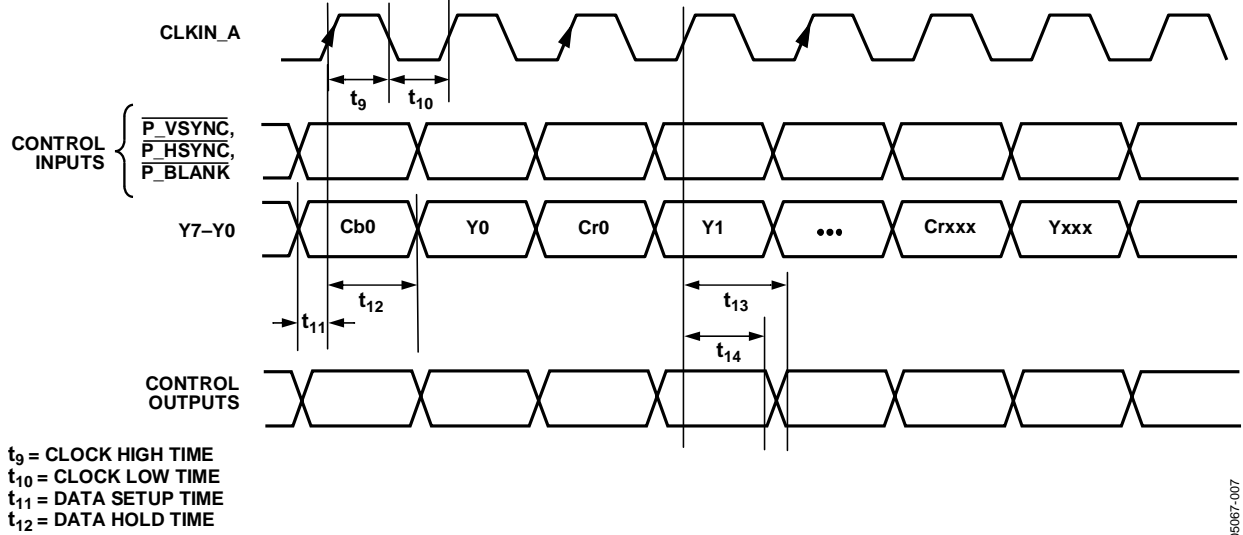 CLKIN_A
t9
t10
CONTROL
INPUTS
P_VSYNC,
P_HSYNC,
P_BLANK
Y7–Y0
Cb0
Y0
Cr0
Y1
•••
Crxxx
Yxxx
t12
t13
t11
t14
CONTROL
OUTPUTS
t9 = CLOCK HIGH TIME
t10 = CLOCK LOW TIME
t11 = DATA SETUP TIME
t12 = DATA HOLD TIME
05067-007